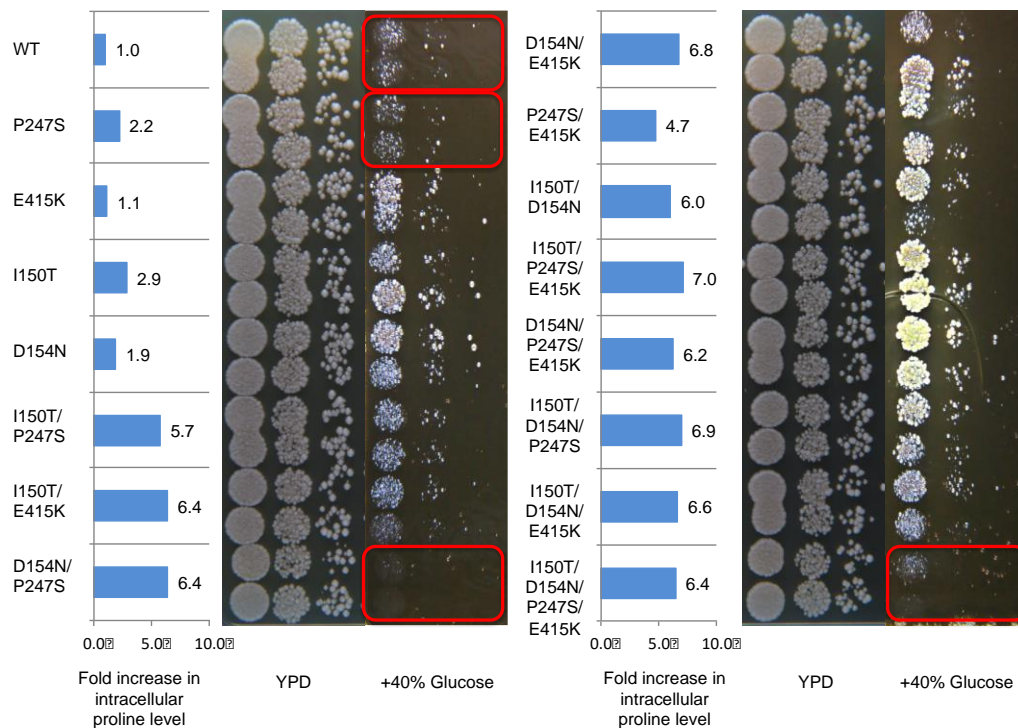 WT
1.0
P247S
2.2
E415K
1.1
I150T
2.9
D154N
1.9
I150T/
P247S
5.7
I150T/
E415K
6.4
D154N/
P247S
6.4
0.0 5.0 10.0
Fold increase in
intracellular
proline level
YPD
+40% Glucose
D154N/
E415K
6.8
P247S/
E415K
4.7
I150T/
D154N
6.0
I150T/
P247S/
E415K
7.0
D154N/
P247S/
E415K
6.2
I150T/
D154N/
P247S
6.9
I150T/
D154N/
E415K
6.6
I150T/
D154N/
P247S/
E415K
6.4
0.0 5.0 10.0
Fold increase in
intracellular
proline level
YPD
+40% Glucose